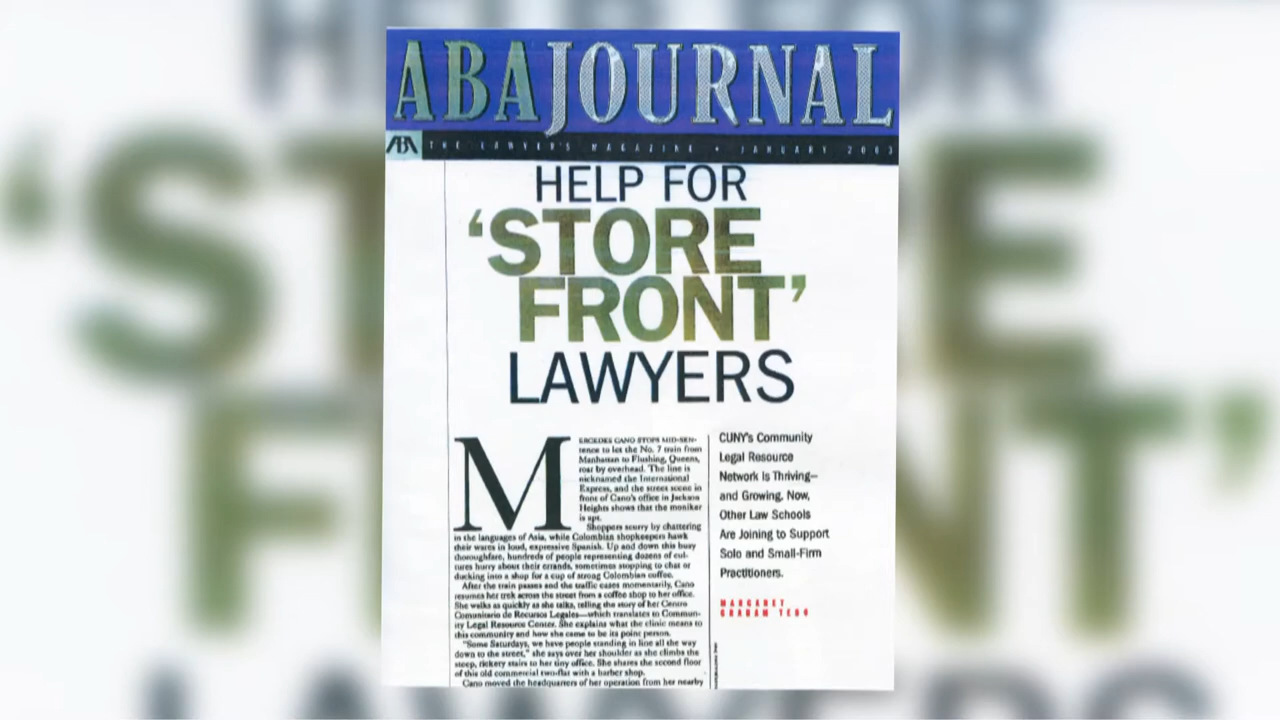 ABAJOURNAL
ABA THE LAWYER'S MAGAZINE • JANUARY 2003
HELP FOR
'STORE
FRONT'
LAWYERS
MERCEDES CANO STOPS MID-SEN-
tence to let the No. 7 train from
Manhattan to Flushing, Queens,
roar by overhead. The line is
nicknamed the International
Express, and the street scene in
front of Cano's office in Jackson
Heights shows that the moniker
is apt.
Shoppers scurry by chattering
in the languages of Asia, while Colombian shopkeepers hawk
their wares in loud, expressive Spanish. Up and down this busy
thoroughfare, hundreds of people representing dozens of cul-
tures hurry about their errands, sometimes stopping to chat or
ducking into a shop for a cup of strong Colombian coffee.
After the train passes and the traffic eases momentarily, Cano
resumes her trek across the street from a coffee shop to her office.
She walks as quickly as she talks, telling the story of her Centro
Comunitario de Recursos Legales—which translates to Commun-
ity Legal Resource Center. She explains what the clinic means to
this community and how she came to be its point person.
"Some Saturdays, we have people standing in line all the way
down to the street," she says over her shoulder as she climbs the
steep, rickety stairs to her tiny office. She shares the second floor
of this old commercial two-flat with a barber shop.
Cano moved the headquarters of her operation from her nearby
CUNY's Community
Legal Resource
Network Is Thriving—
and Growing. Now,
Other Law Schools
Are Joining to Support
Solo and Small-Firm
Practitioners.
MARGARET
GRAHAM TEBO